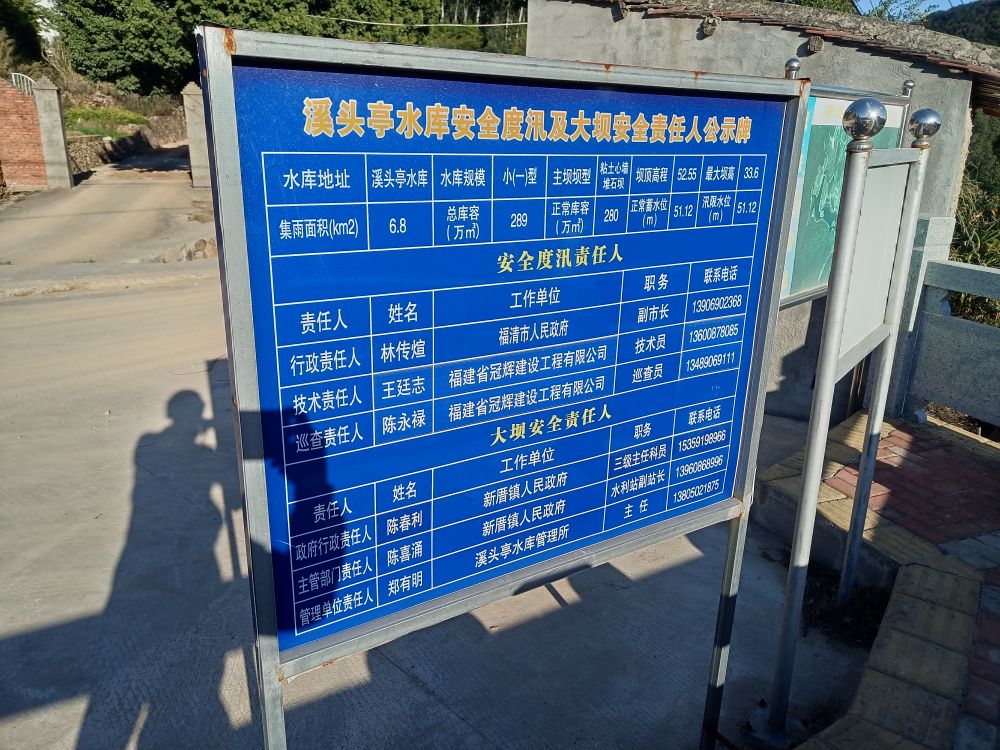 溪头亭水库安全度汛及大坝安全责任人公示牌
水库地址 溪头亭水库 水库规模 小(一)型 主坝坝型 粘土心墙堆石坝 坝顶高程 52.55 最大坝高 33.6
集雨面积(km2) 6.8 总库容(万㎥) 289 正常库容(万㎥) 280 正常蓄水位(m) 51.12 汛限水位(m) 51.12
安全度汛责任人
责任人 姓名 工作单位 职务 联系电话
行政责任人 林传煊 福清市人民政府 副市长 13906902368
技术责任人 王廷志 福建省冠辉建设工程有限公司 技术员 13600878085
巡查责任人 陈永禄 福建省冠辉建设工程有限公司 巡查员 13489069111
大坝安全责任人
责任人 姓名 工作单位 职务 联系电话
政府行政责任人 陈春利 新厝镇人民政府 三级主任科员 15359198966
主管部门责任人 陈喜涌 新厝镇人民政府 水利站副站长 13960868996
管理单位责任人 郑有明 溪头亭水库管理所 主任 13805021875